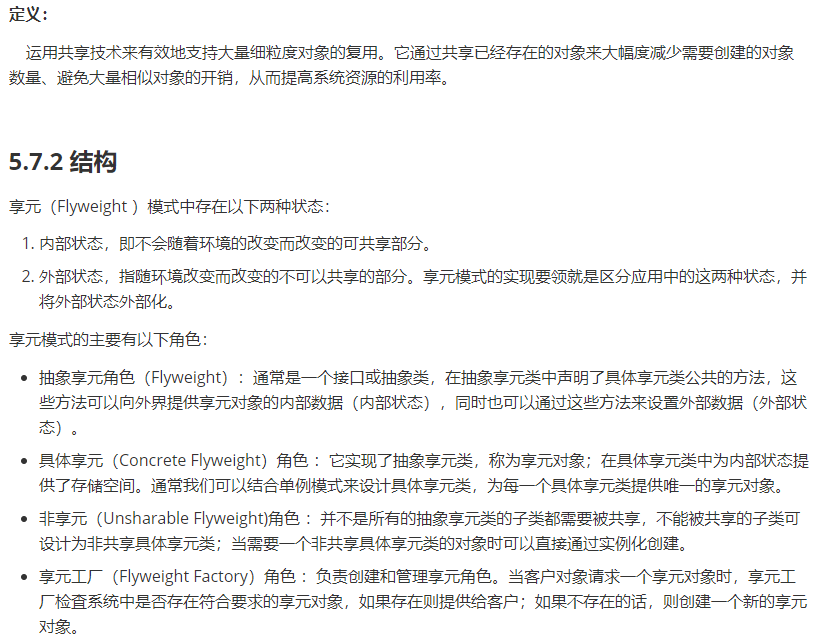 定义：
运用共享技术来有效地支持大量细粒度对象的复用。它通过共享已经存在的对象来大幅度减少需要创建的对象
数量、避免大量相似对象的开销，从而提高系统资源的利用率。
5.7.2 结构
享元（Flyweight ）模式中存在以下两种状态：
1. 内部状态，即不会随着环境的改变而改变的可共享部分。
2. 外部状态，指随环境改变而改变的不可以共享的部分。享元模式的实现要领就是区分应用中的这两种状态，并
将外部状态外部化。
享元模式的主要有以下角色：
• 抽象享元角色（Flyweight）：通常是一个接口或抽象类，在抽象享元类中声明了具体享元类公共的方法，这
些方法可以向外界提供享元对象的内部数据（内部状态），同时也可以通过这些方法来设置外部数据（外部状
态）。
• 具体享元（Concrete Flyweight）角色 ：它实现了抽象享元类，称为享元对象；在具体享元类中为内部状态提
供了存储空间。通常我们可以结合单例模式来设计具体享元类，为每一个具体享元类提供唯一的享元对象。
• 非享元（Unsharable Flyweight)角色 ：并不是所有的抽象享元类的子类都需要被共享，不能被共享的子类可
设计为非共享具体享元类；当需要一个非共享具体享元类的对象时可以直接通过实例化创建。
• 享元工厂（Flyweight Factory）角色 ：负责创建和管理享元角色。当客户对象请求一个享元对象时，享元工
厂检査系统中是否存在符合要求的享元对象，如果存在则提供给客户；如果不存在的话，则创建一个新的享元
对象。